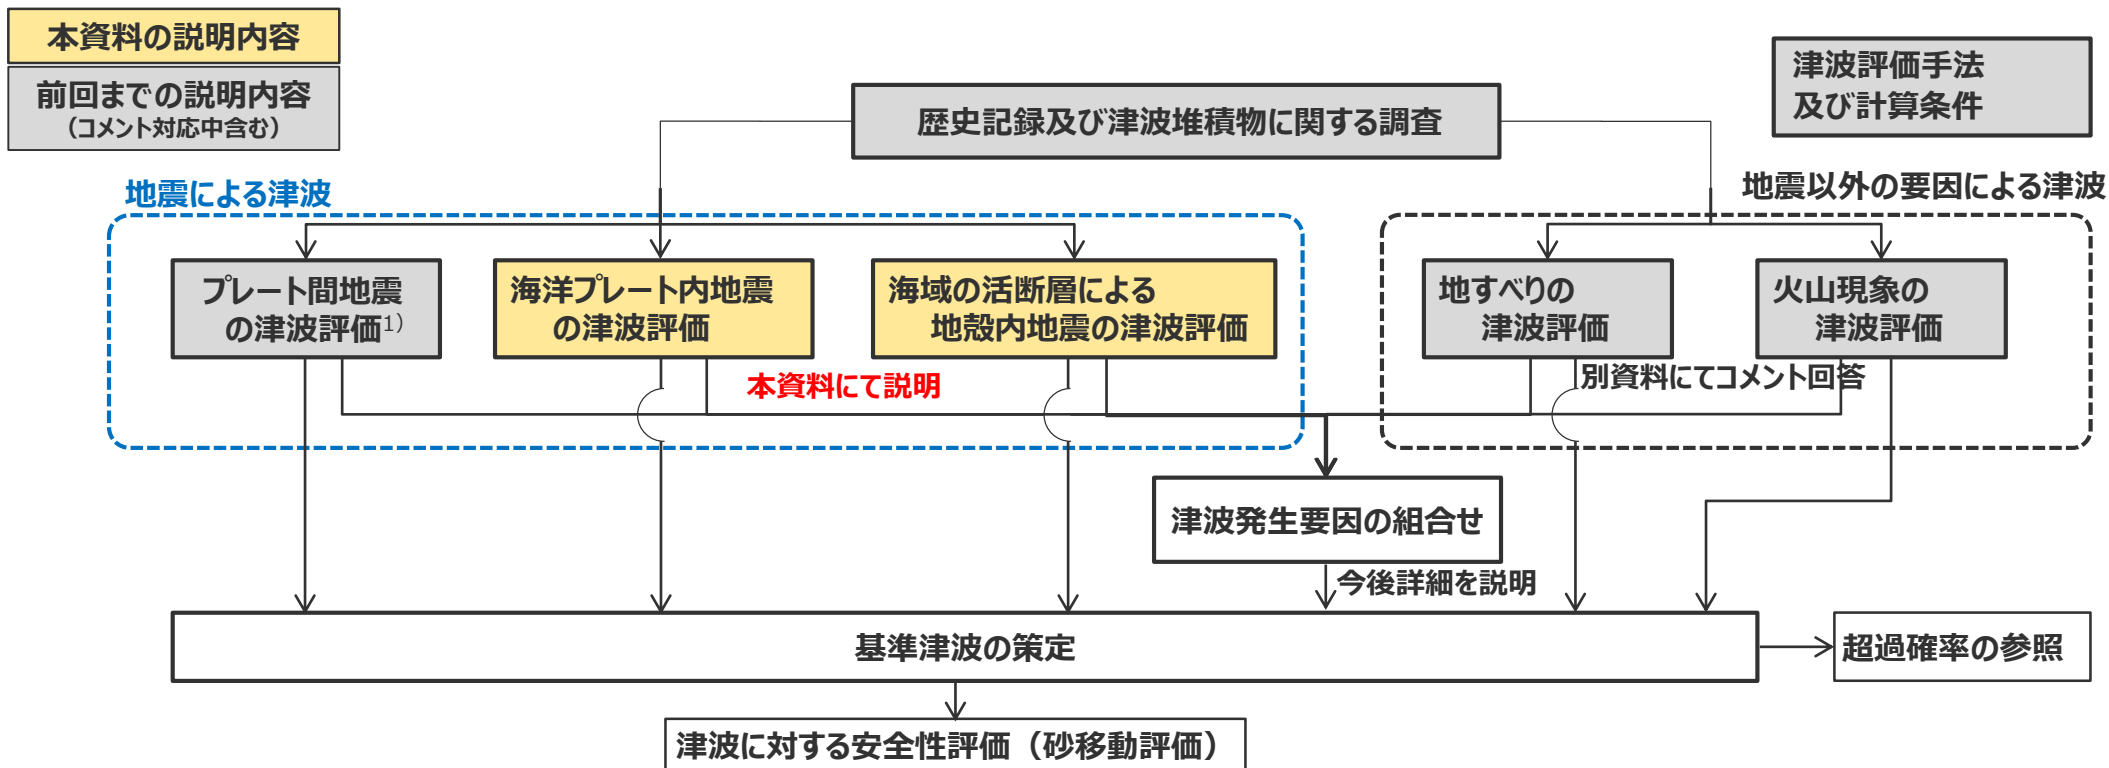 本資料の説明内容
前回までの説明内容
(コメント対応中含む)
歴史記録及び津波堆積物に関する調査
津波評価手法
及び計算条件
地震による津波
地震以外の要因による津波
プレート間地震
の津波評価1)
海洋プレート内地震
の津波評価
海域の活断層による
地殻内地震の津波評価
地すべりの
津波評価
火山現象の
津波評価
本資料にて説明
別資料にてコメント回答
津波発生要因の組合せ
今後詳細を説明
基準津波の策定
超過確率の参照
津波に対する安全性評価（砂移動評価）